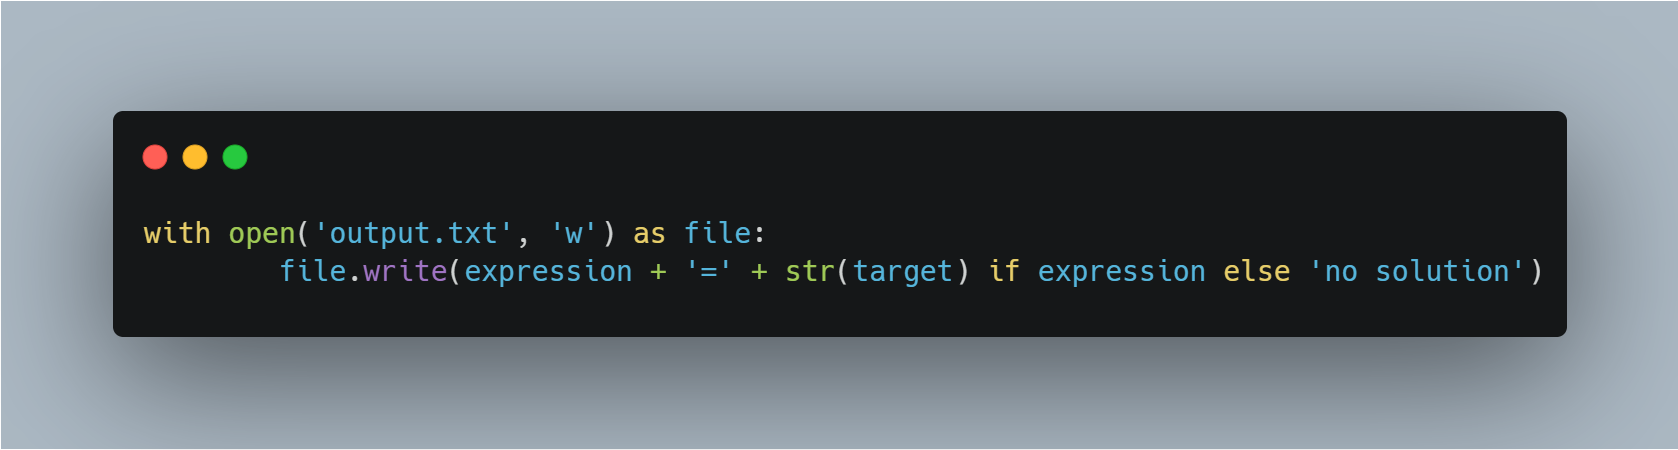 with open('output.txt', 'w') as file:
        file.write(expression + '=' + str(target) if expression else 'no solution')